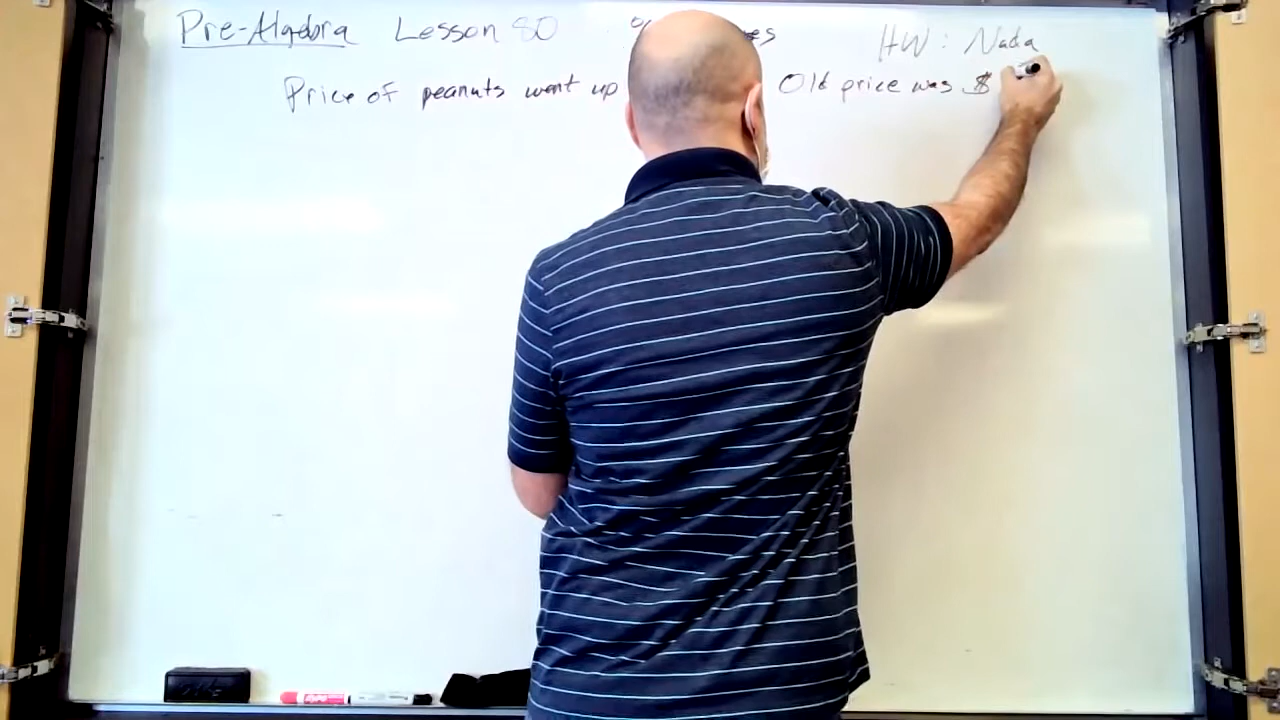 Pre-Algebra Lesson 80 % HW: Nada
Price of peanuts went up Old price was $